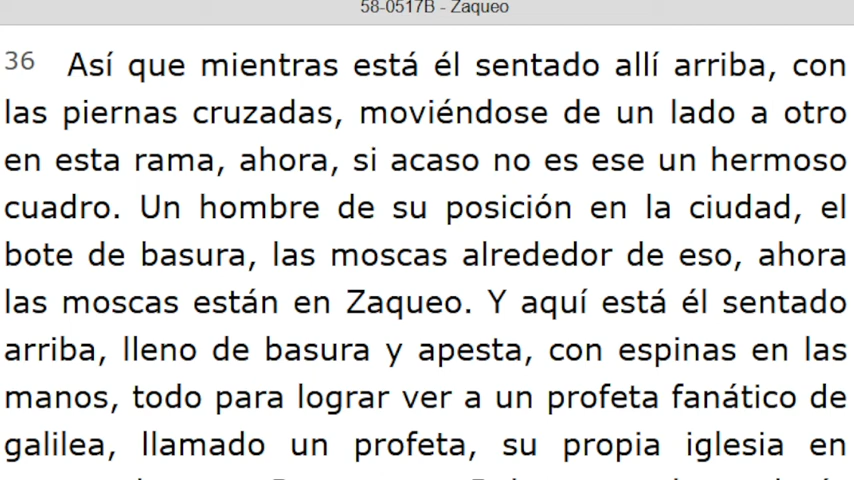 58-0517B - Zaqueo
36 Así que mientras está él sentado allí arriba, con
las piernas cruzadas, moviéndose de un lado a otro
en esta rama, ahora, si acaso no es ese un hermoso
cuadro. Un hombre de su posición en la ciudad, el
bote de basura, las moscas alrededor de eso, ahora
las moscas están en Zaqueo. Y aquí está él sentado
arriba, lleno de basura y apesta, con espinas en las
manos, todo para lograr ver a un profeta fanático de
galilea, llamado un profeta, su propia iglesia en